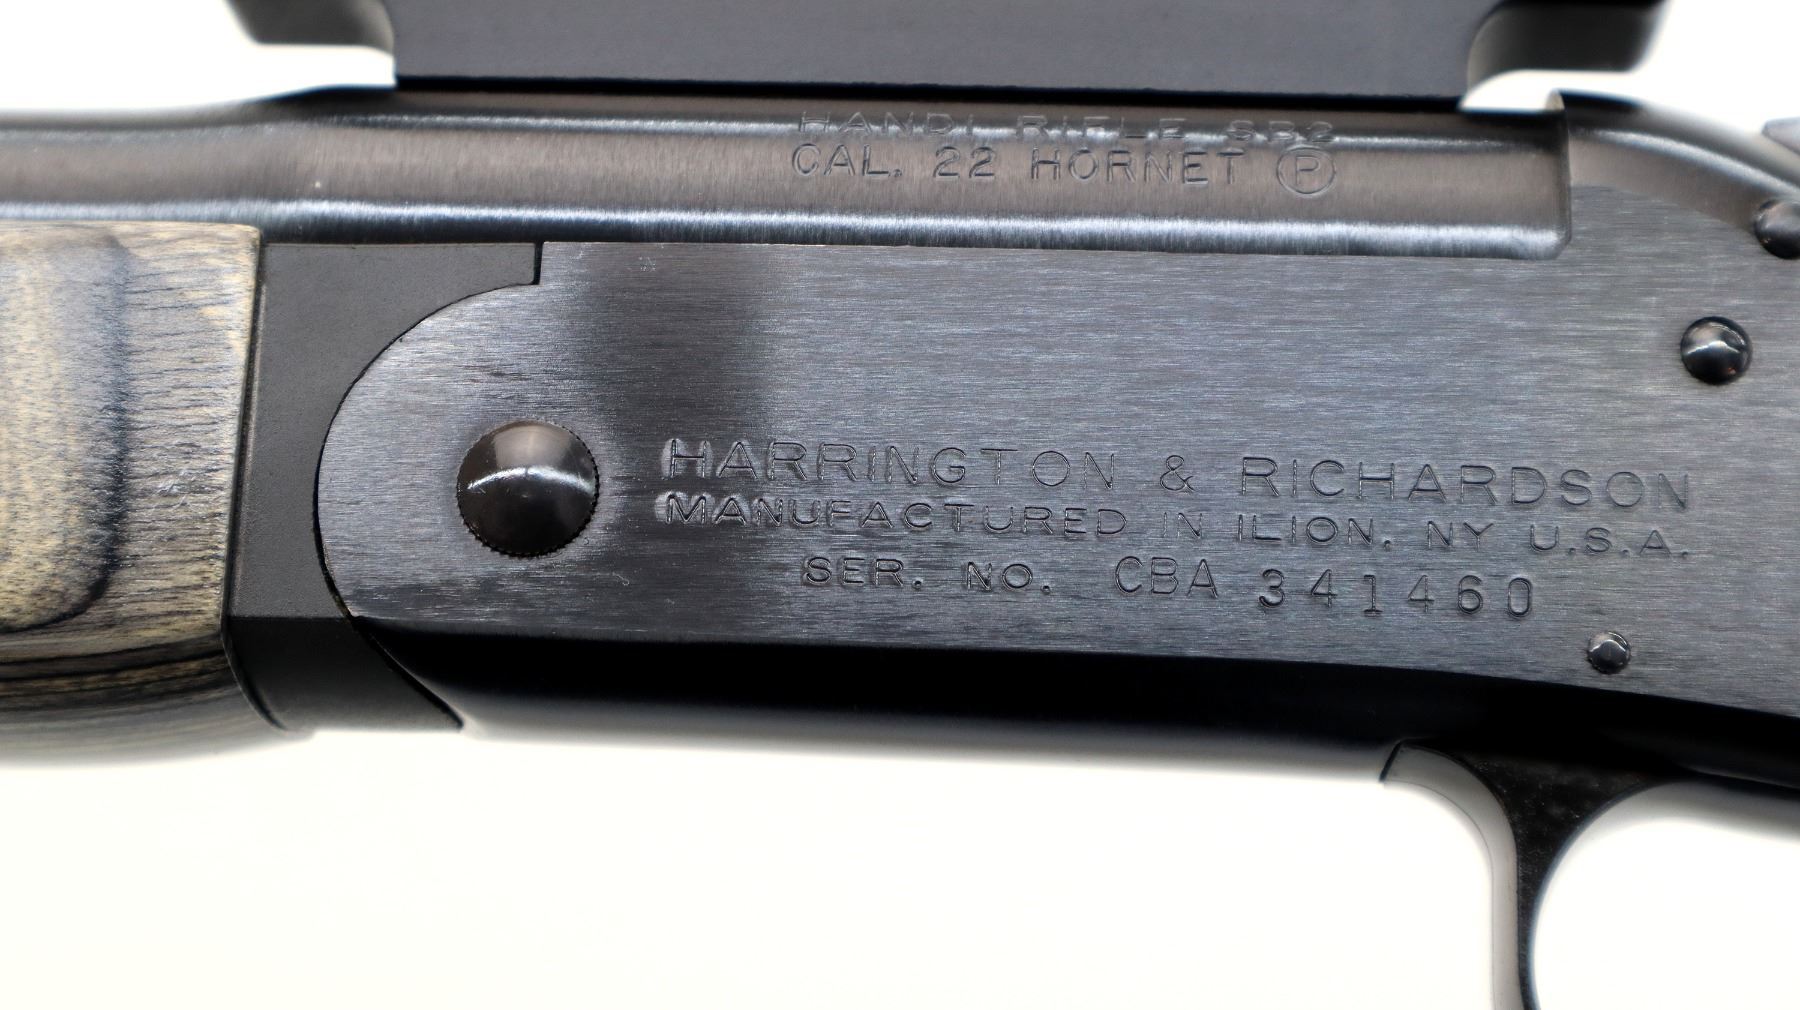 HANDI RIFLE SB2
CAL. 22 HORNET P
HARRINGTON & RICHARDSON
MANUFACTURED IN ILION, NY U.S.A.
SER. NO. CBA 341460